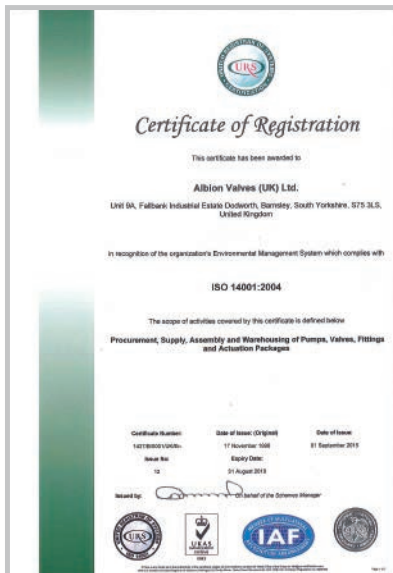 URS
Certificate of Registration
This certificate has been awarded to
Albion Valves (UK) Ltd.
Unit 9A, Fallbank Industrial Estate Dodworth, Barnsley, South Yorkshire, S75 3LS,
United Kingdom
in recognition of the organization's Environmental Management System which complies with
ISO 14001:2004
The scope of activities covered by this certificate is defined below
Procurement, Supply, Assembly and Warehousing of Pumps, Valves, Fittings
and Actuation Packages
Certificate Number: Date of Issue: (Original) Date of Issue:
17 November 1998 01 September 2015
Issue No: Expiry Date:
12 31 August 2018
Issued by: On behalf of the Schemes Manager
URS
UKAS
IAF